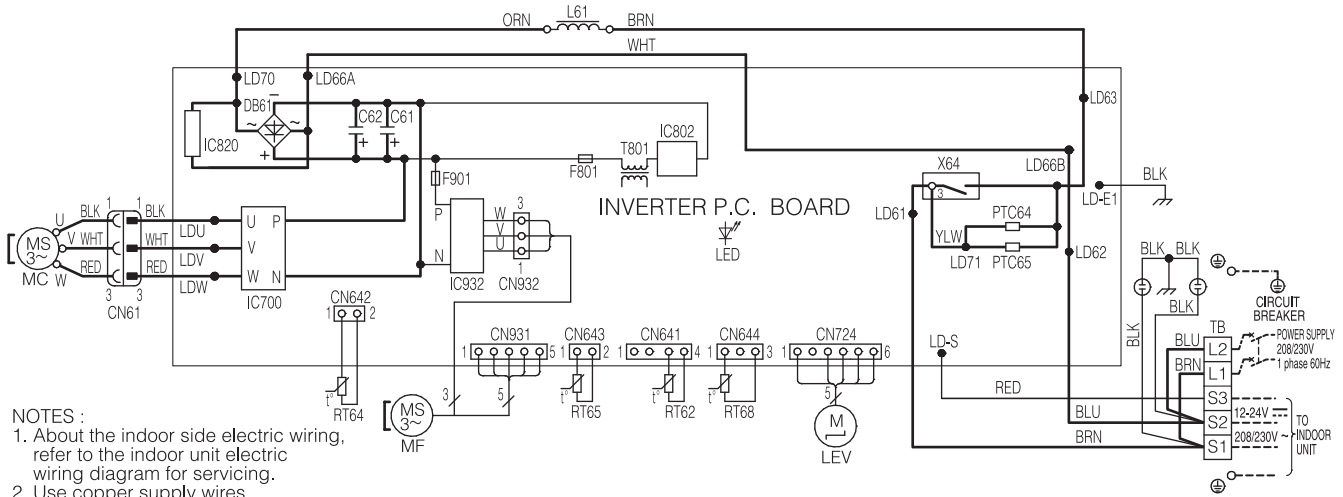 ORN L61 BRN
WHT
LD70
LD66A
DB61
−
~ ~
+
C62 C61
+ +
IC820
T801
IC802
F801
F901
LD63
X64
3
LD66B
BLK
LD-E1
LD61
PTC64
YLW
LD71
PTC65
LD62
INVERTER P.C. BOARD
LED
P
N
W
V
U
3
1
IC932
CN932
MS
3~
MC
U
V
W
BLK
WHT
RED
1 1
3 3
CN61
BLK
WHT
RED
LDU
LDV
LDW
U P
V
W N
IC700
CN642
1 2
t°
RT64
CN931
1 5
3
5
MS
3~
MF
CN643
1 2
t°
RT65
CN641
1 4
t°
RT62
CN644
1 3
t°
RT68
CN724
1 6
5
M
LEV
LD-S
RED
BLU
BRN
BLK BLK
BLK
BLK
CIRCUIT
BREAKER
TB
BLU
L2
POWER SUPPLY
208/230V
1 phase 60Hz
BRN
L1
S3
12-24V
S2
208/230V ~
S1
TO
INDOOR
UNIT
NOTES :
1. About the indoor side electric wiring,
refer to the indoor unit electric
wiring diagram for servicing.
2. Use copper supply wires.